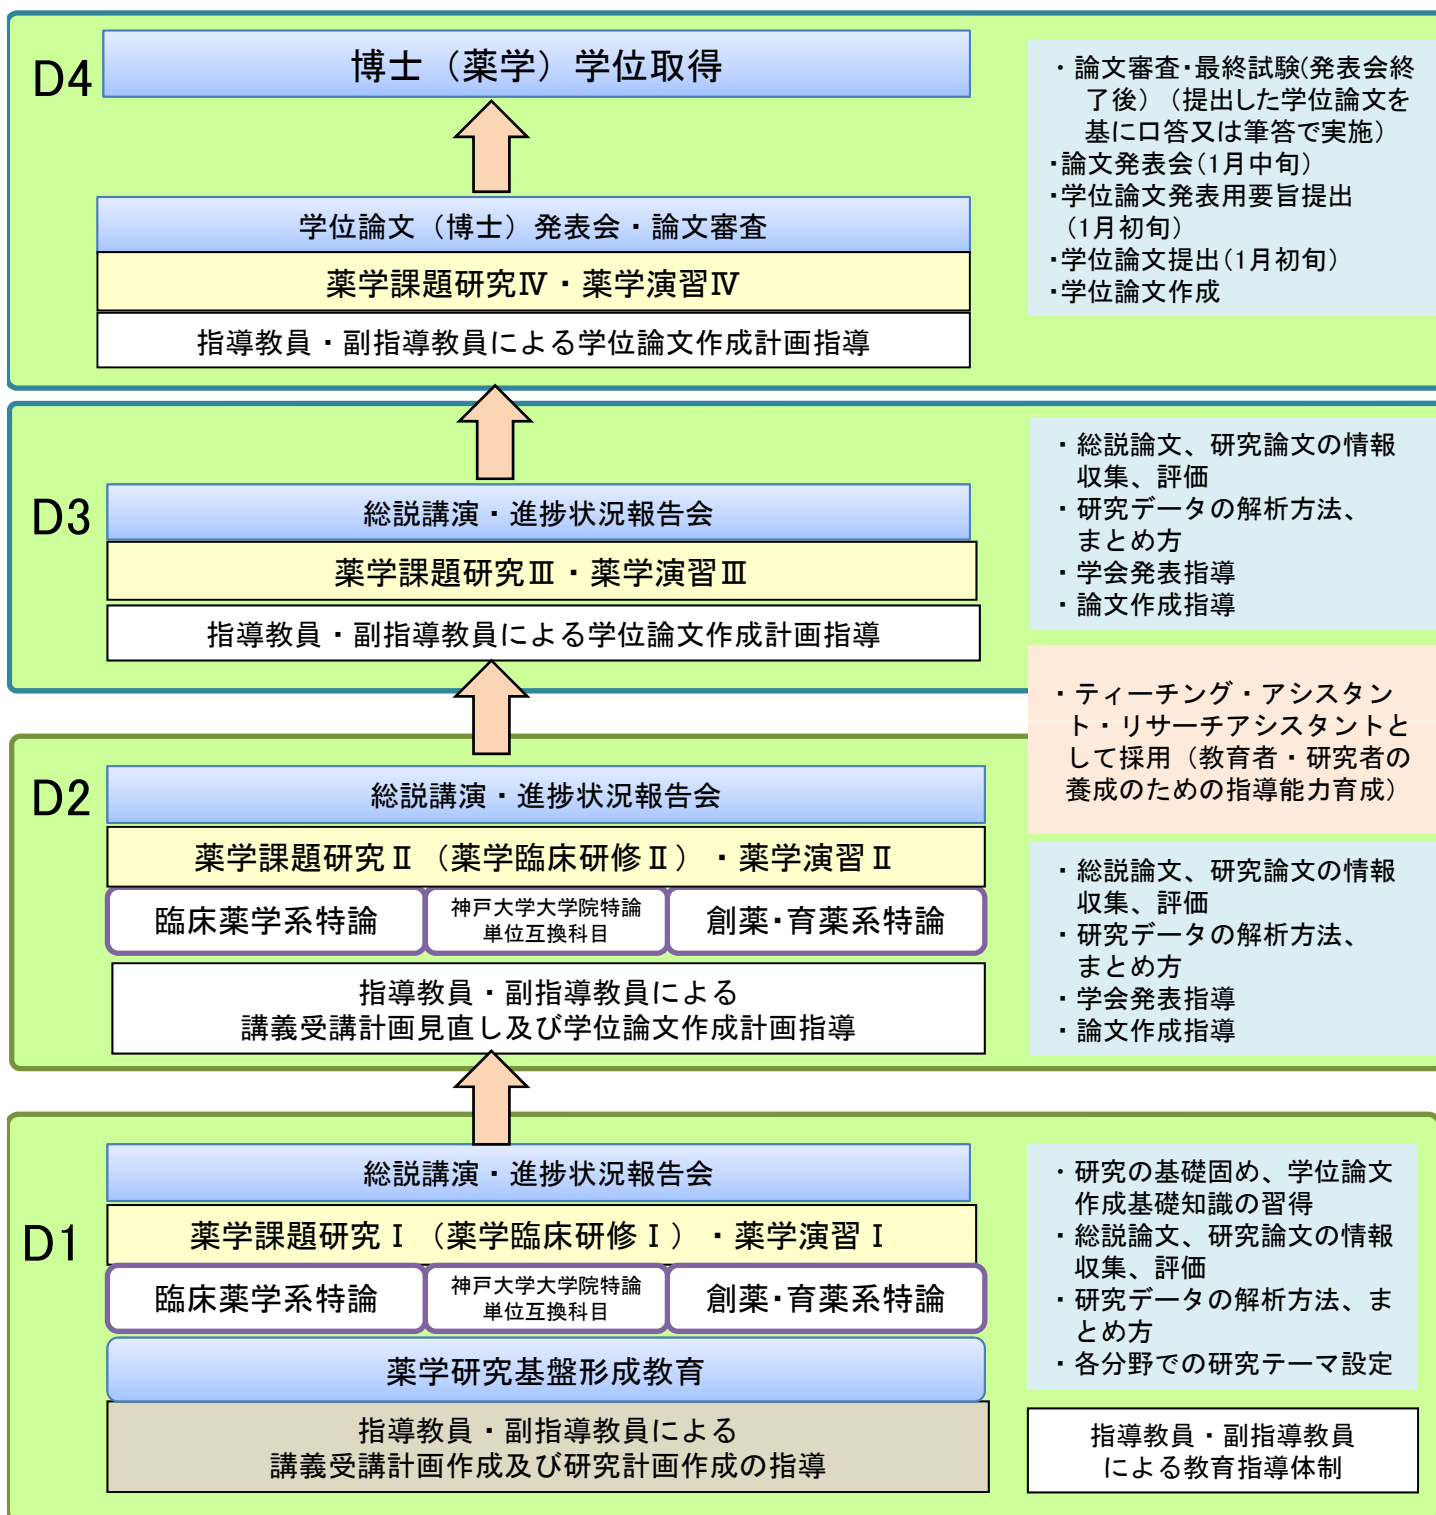 D4
博士（薬学）学位取得
学位論文（博士）発表会・論文審査
薬学課題研究Ⅳ・薬学演習Ⅳ
指導教員・副指導教員による学位論文作成計画指導
・論文審査・最終試験(発表会終
了後）（提出した学位論文を
基に口答又は筆答で実施）
・論文発表会(1月中旬）
・学位論文発表用要旨提出
（1月初旬）
・学位論文提出(1月初旬）
・学位論文作成
D3
総説講演・進捗状況報告会
薬学課題研究Ⅲ・薬学演習Ⅲ
指導教員・副指導教員による学位論文作成計画指導
・総説論文、研究論文の情報
収集、評価
・研究データの解析方法、
まとめ方
・学会発表指導
・論文作成指導
・ティーチング・アシスタン
ト・リサーチアシスタントと
して採用（教育者・研究者の
養成のための指導能力育成）
D2
総説講演・進捗状況報告会
薬学課題研究Ⅱ（薬学臨床研修Ⅱ）・薬学演習Ⅱ
臨床薬学系特論
神戸大学大学院特論
単位互換科目
創薬・育薬系特論
指導教員・副指導教員による
講義受講計画見直し及び学位論文作成計画指導
・総説論文、研究論文の情報
収集、評価
・研究データの解析方法、
まとめ方
・学会発表指導
・論文作成指導
D1
総説講演・進捗状況報告会
薬学課題研究Ⅰ（薬学臨床研修Ⅰ）・薬学演習Ⅰ
臨床薬学系特論
神戸大学大学院特論
単位互換科目
創薬・育薬系特論
薬学研究基盤形成教育
指導教員・副指導教員による
講義受講計画作成及び研究計画作成の指導
・研究の基礎固め、学位論文
作成基礎知識の習得
・総説論文、研究論文の情報
収集、評価
・研究データの解析方法、ま
とめ方
・各分野での研究テーマ設定
指導教員・副指導教員
による教育指導体制